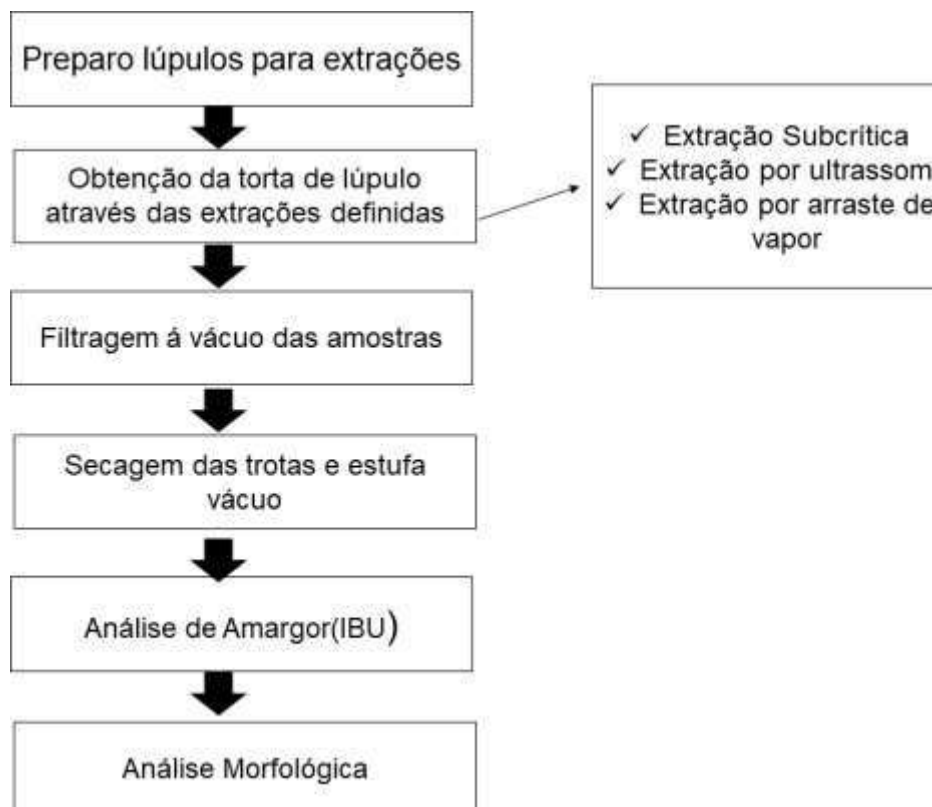 Preparo lúpulos para extrações
Obtenção da torta de lúpulo
através das extrações definidas
✓ Extração Subcrítica
✓ Extração por ultrassom
✓ Extração por arraste de
vapor
Filtragem á vácuo das amostras
Secagem das trotas e estufa
vácuo
Análise de Amargor(IBU)
Análise Morfológica